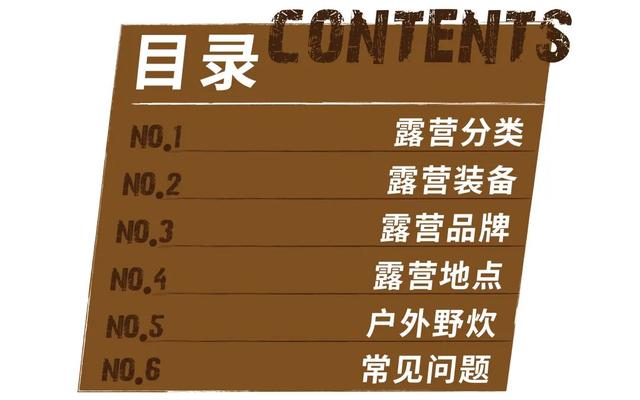 CONTENTS
目录
NO.1 露营分类
NO.2 露营装备
NO.3 露营品牌
NO.4 露营地点
NO.5 户外野炊
NO.6 常见问题